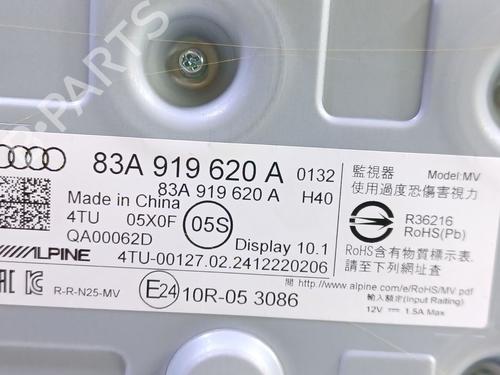 83A 919 620 A 0132
83A 919 620 A H40
Made in China
4TU 05X0F 05S
QA00062D Display 10.1
ALPINE 4TU-00127.02.2412220206
R-R-N25-MV E24 10R-05 3086
監視器 Model:MV
使用過度恐傷害視力
R36216
RoHS(Pb)
RoHS含有物質標示表.
請至下列網址查
閱 http://www.alpine.com/e/RoHS/MV.pdf
輸入額定(Input Raiting)
12V 1.5A Max
PARTS